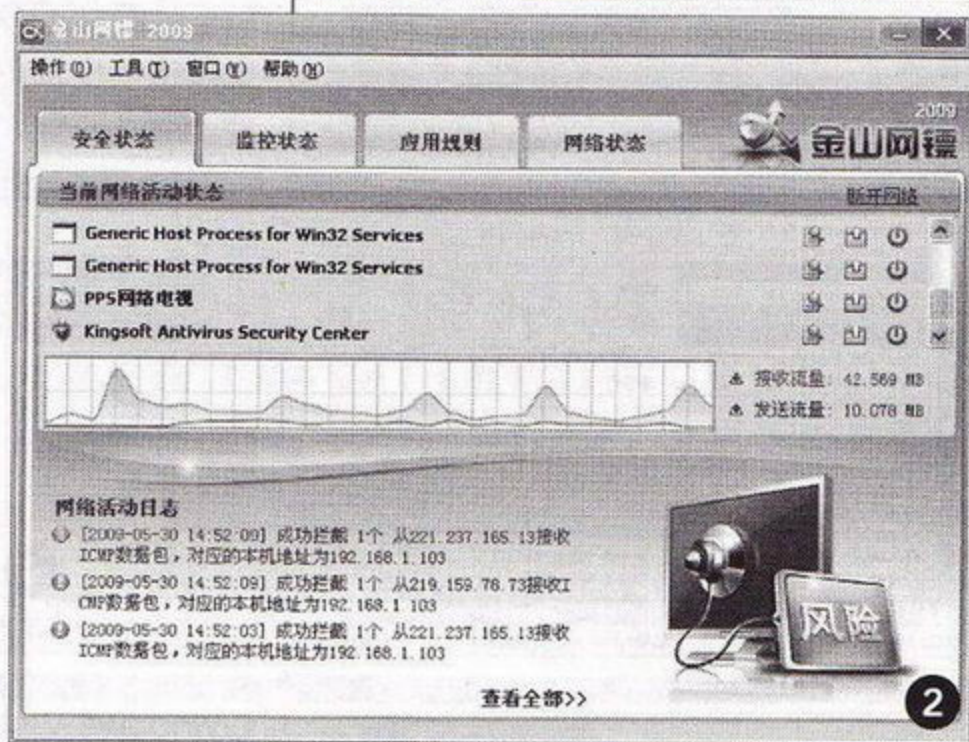 金山网镖 2009
操作(O) 工具(T) 窗口(Y) 帮助(H)
安全状态 监控状态 应用规则 网络状态
2009
金山网镖
当前网络活动状态 断开网络
Generic Host Process for Win32 Services
Generic Host Process for Win32 Services
PPS网络电视
Kingsoft Antivirus Security Center
接收流量: 42.569 MB
发送流量: 10.078 MB
网络活动日志
[2009-05-30 14:52:09] 成功拦截 1个 从221.237.165.13接收
ICMP数据包，对应的本机地址为192.168.1.103
[2009-05-30 14:52:09] 成功拦截 1个 从219.159.76.73接收I
CMP数据包，对应的本机地址为192.168.1.103
[2009-05-30 14:52:03] 成功拦截 1个 从221.237.165.13接收
ICMP数据包，对应的本机地址为192.168.1.103
风险
查看全部>>
2